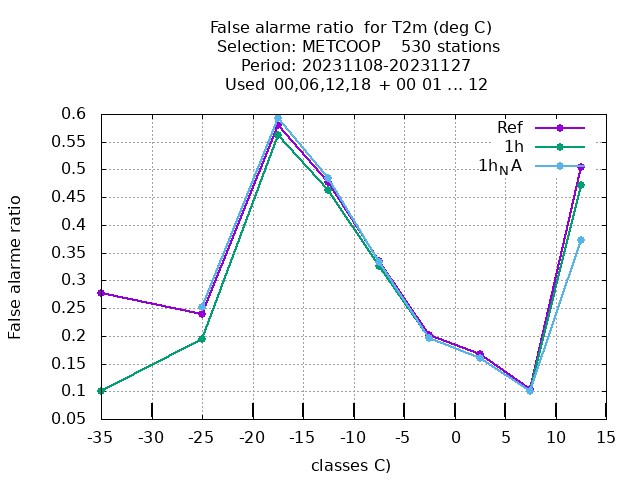 False alarme ratio  for T2m (deg C)
Selection: METCOOP    530 stations
Period: 20231108-20231127
Used  00,06,12,18  + 00 01 ... 12
Ref
1h
1h_NA
False alarme ratio
0.6
0.55
0.5
0.45
0.4
0.35
0.3
0.25
0.2
0.15
0.1
0.05
-35 -30 -25 -20 -15 -10 -5 0 5 10 15
classes C)